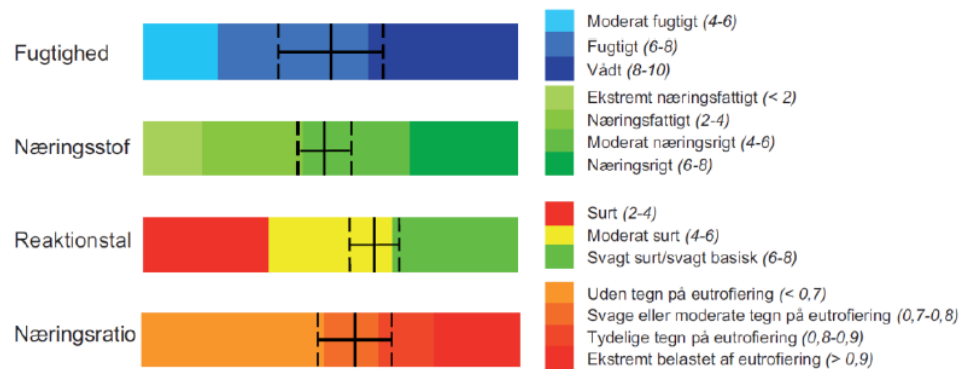 Fugtighed
Moderat fugtigt (4-6)
Fugtigt (6-8)
Vådt (8-10)
Næringsstof
Ekstremt næringsfattigt (< 2)
Næringsfattigt (2-4)
Moderat næringsrigt (4-6)
Næringsrigt (6-8)
Reaktionstal
Surt (2-4)
Moderat surt (4-6)
Svagt surt/svagt basisk (6-8)
Næringsratio
Uden tegn på eutrofiering (< 0,7)
Svage eller moderate tegn på eutrofiering (0,7-0,8)
Tydelige tegn på eutrofiering (0,8-0,9)
Ekstremt belastet af eutrofiering (> 0,9)